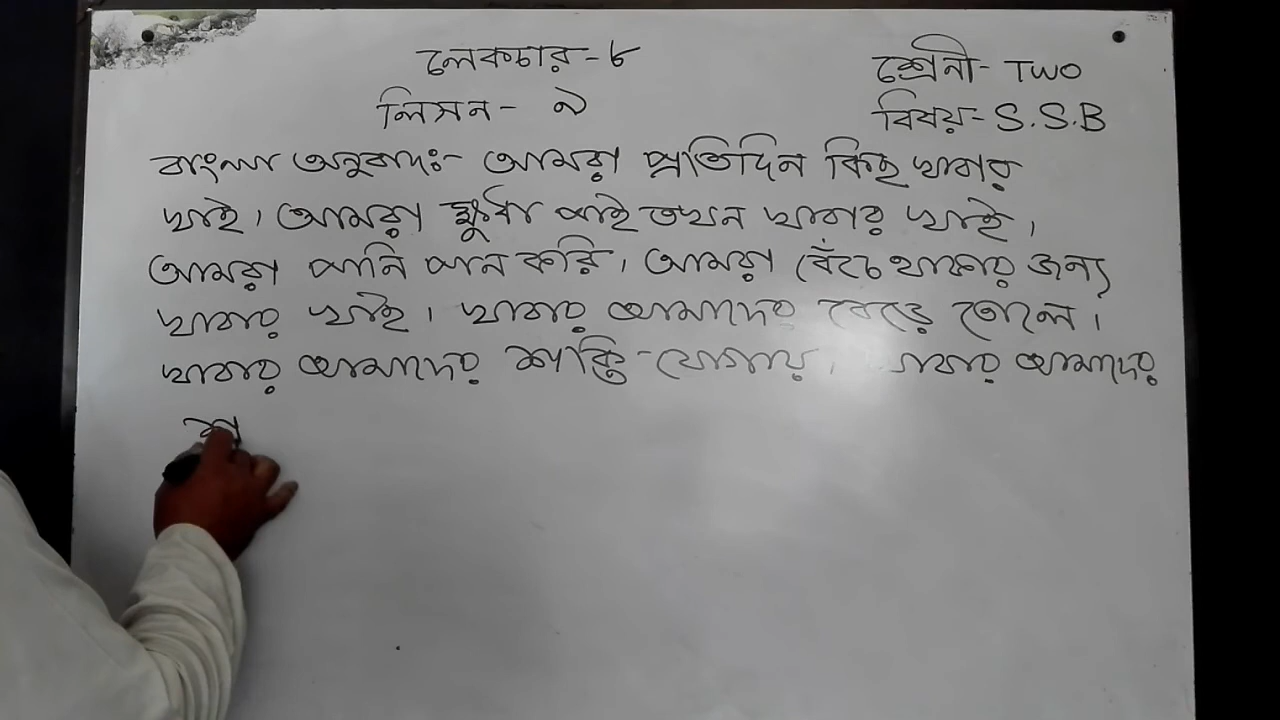 লেকচার-৮
শ্রেনী- TWO
লিসন- ৯
বিষয়- S.S.B
বাংলা অনুবাদঃ- আমরা প্রতিদিন কিছু খাবার
খাই। আমরা ক্ষুর্ধা পাই তখন খাবার খাই।
আমরা পানি পান করি। আমরা বেঁচে থাকার জন্য
খাবার খাই। খাবার আমাদের বেড়ে তোলে।
খাবার আমাদের শক্তি-যোগায়। খাবার আমাদের